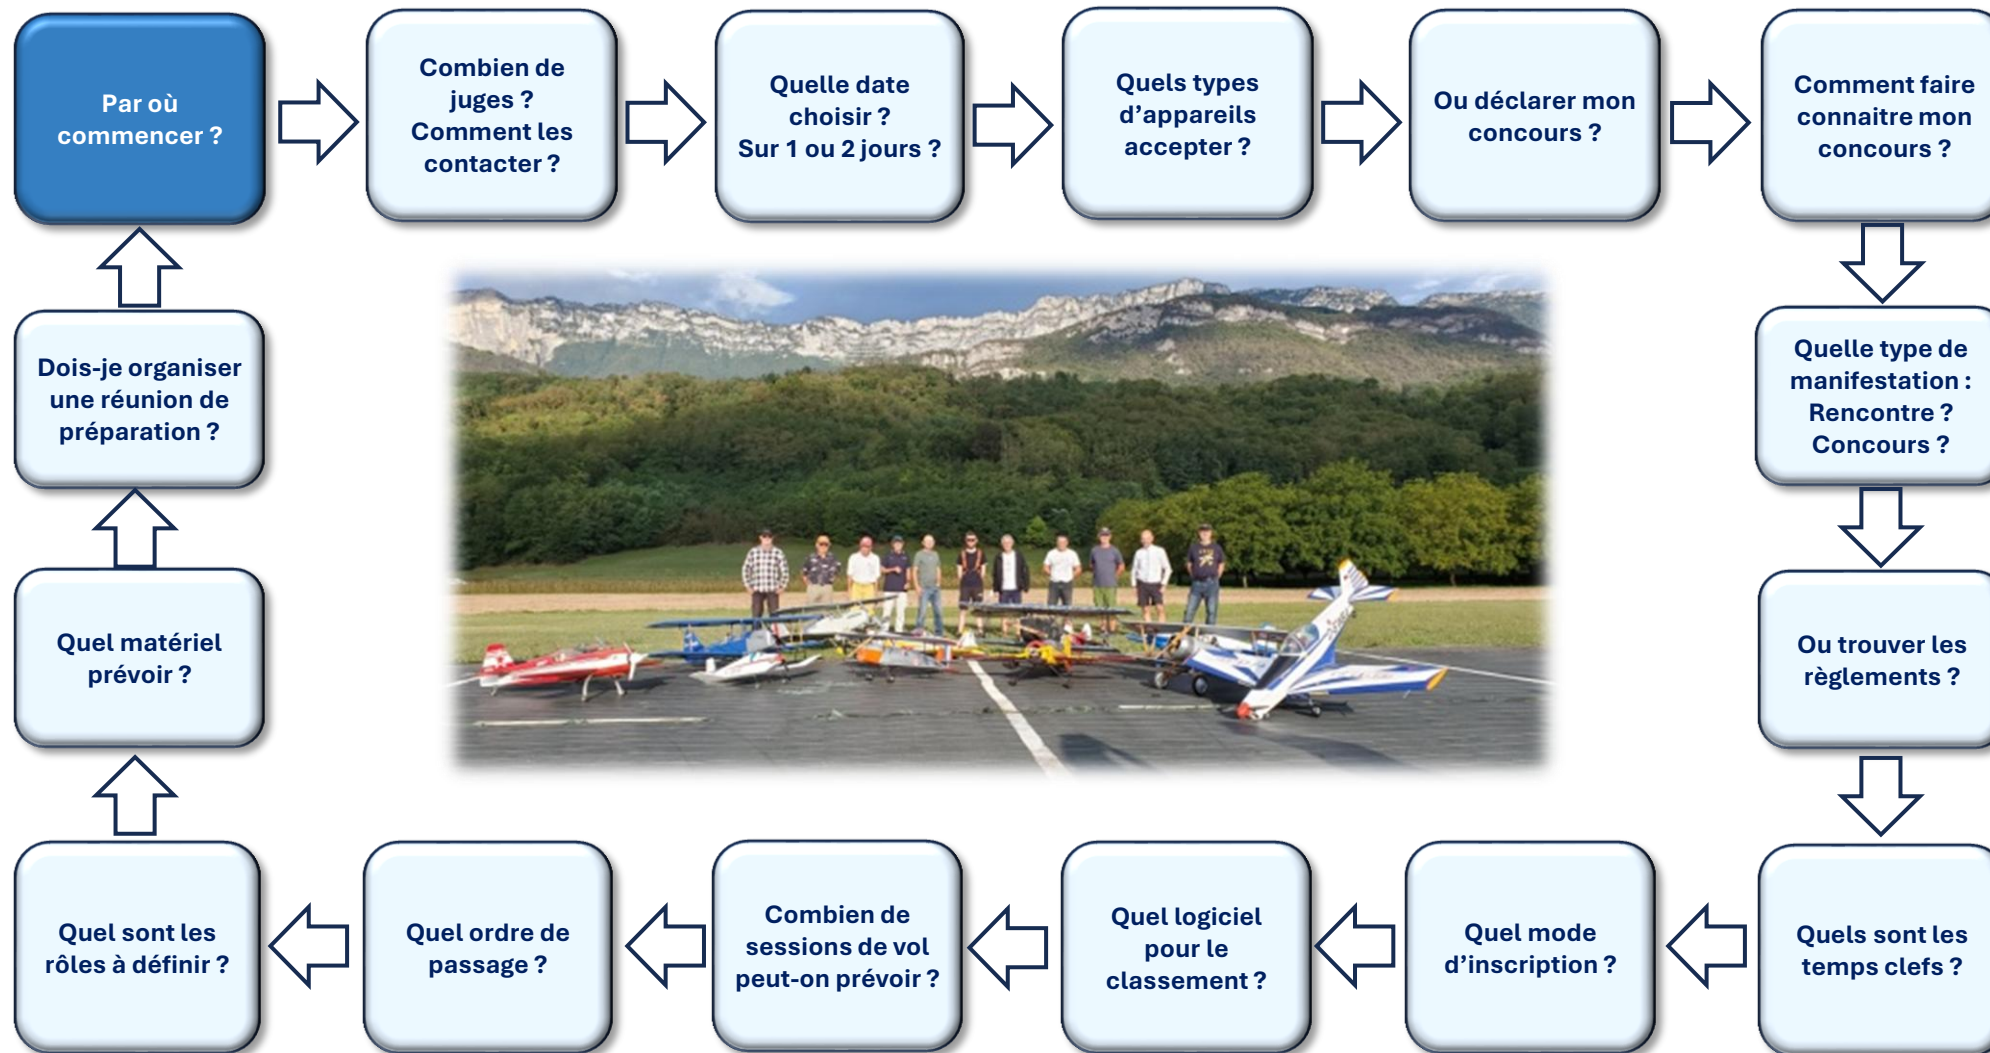 Par où
commencer ?
Combien de
juges ?
Comment les
contacter ?
Quelle date
choisir ?
Sur 1 ou 2 jours ?
Quels types
d’appareils
accepter ?
Ou déclarer mon
concours ?
Comment faire
connaitre mon
concours ?
Quelle type de
manifestation :
Rencontre ?
Concours ?
Ou trouver les
règlements ?
Quels sont les
temps clefs ?
Quel mode
d’inscription ?
Quel logiciel
pour le
classement ?
Combien de
sessions de vol
peut-on prévoir ?
Quel ordre de
passage ?
Quel sont les
rôles à définir ?
Quel matériel
prévoir ?
Dois-je organiser
une réunion de
préparation ?